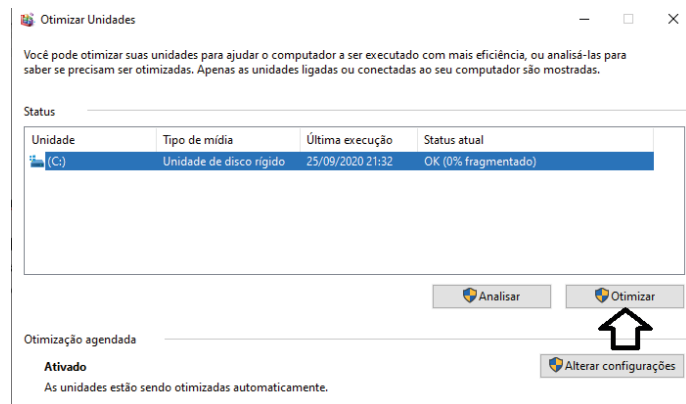 Otimizar Unidades
Você pode otimizar suas unidades para ajudar o computador a ser executado com mais eficiência, ou analisá-las para
saber se precisam ser otimizadas. Apenas as unidades ligadas ou conectadas ao seu computador são mostradas.
Status
Unidade Tipo de mídia Última execução Status atual
(C:) Unidade de disco rígido 25/09/2020 21:32 OK (0% fragmentado)
Analisar Otimizar
Otimização agendada
Ativado Alterar configurações
As unidades estão sendo otimizadas automaticamente.